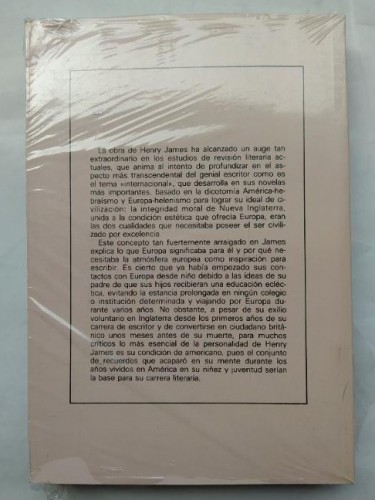 La obra de Henry James ha alcanzado un auge tan
extraordinario en los estudios de revisión literaria ac-
tuales, que anima al intento de profundizar en el as-
pecto más transcendental del genial escritor como es
el tema «internacional», que desarrolla en sus novelas
más importantes, basado en la dicotomía América-he-
braísmo y Europa-helenismo para lograr su ideal de ci-
vilización: la integridad moral de Nueva Inglaterra,
unida a la condición estética que ofrecía Europa, eran
las dos cualidades que necesitaba poseer el ser civili-
zado por excelencia.
Este concepto tan fuertemente arraigado en James
explica lo que Europa significaba para él y por qué ne-
cesitaba la atmósfera europea como inspiración para
escribir. Es cierto que ya había empezado sus con-
tactos con Europa desde niño debido a las ideas de su
padre de que sus hijos recibieran una educación ecléc-
tica, evitando la estancia prolongada en ningún colegio
o institución determinada y viajando por Europa du-
rante varios años. No obstante, a pesar de su exilio
voluntario en Inglaterra desde los primeros años de su
carrera de escritor y de convertirse en ciudadano britá-
nico unos meses antes de su muerte, para muchos
críticos lo más esencial de la personalidad de Henry
James es su condición de americano, pues el conjunto
de recuerdos que acaparó en su mente durante los
años vividos en América en su niñez y juventud serían
la base para su carrera literaria.